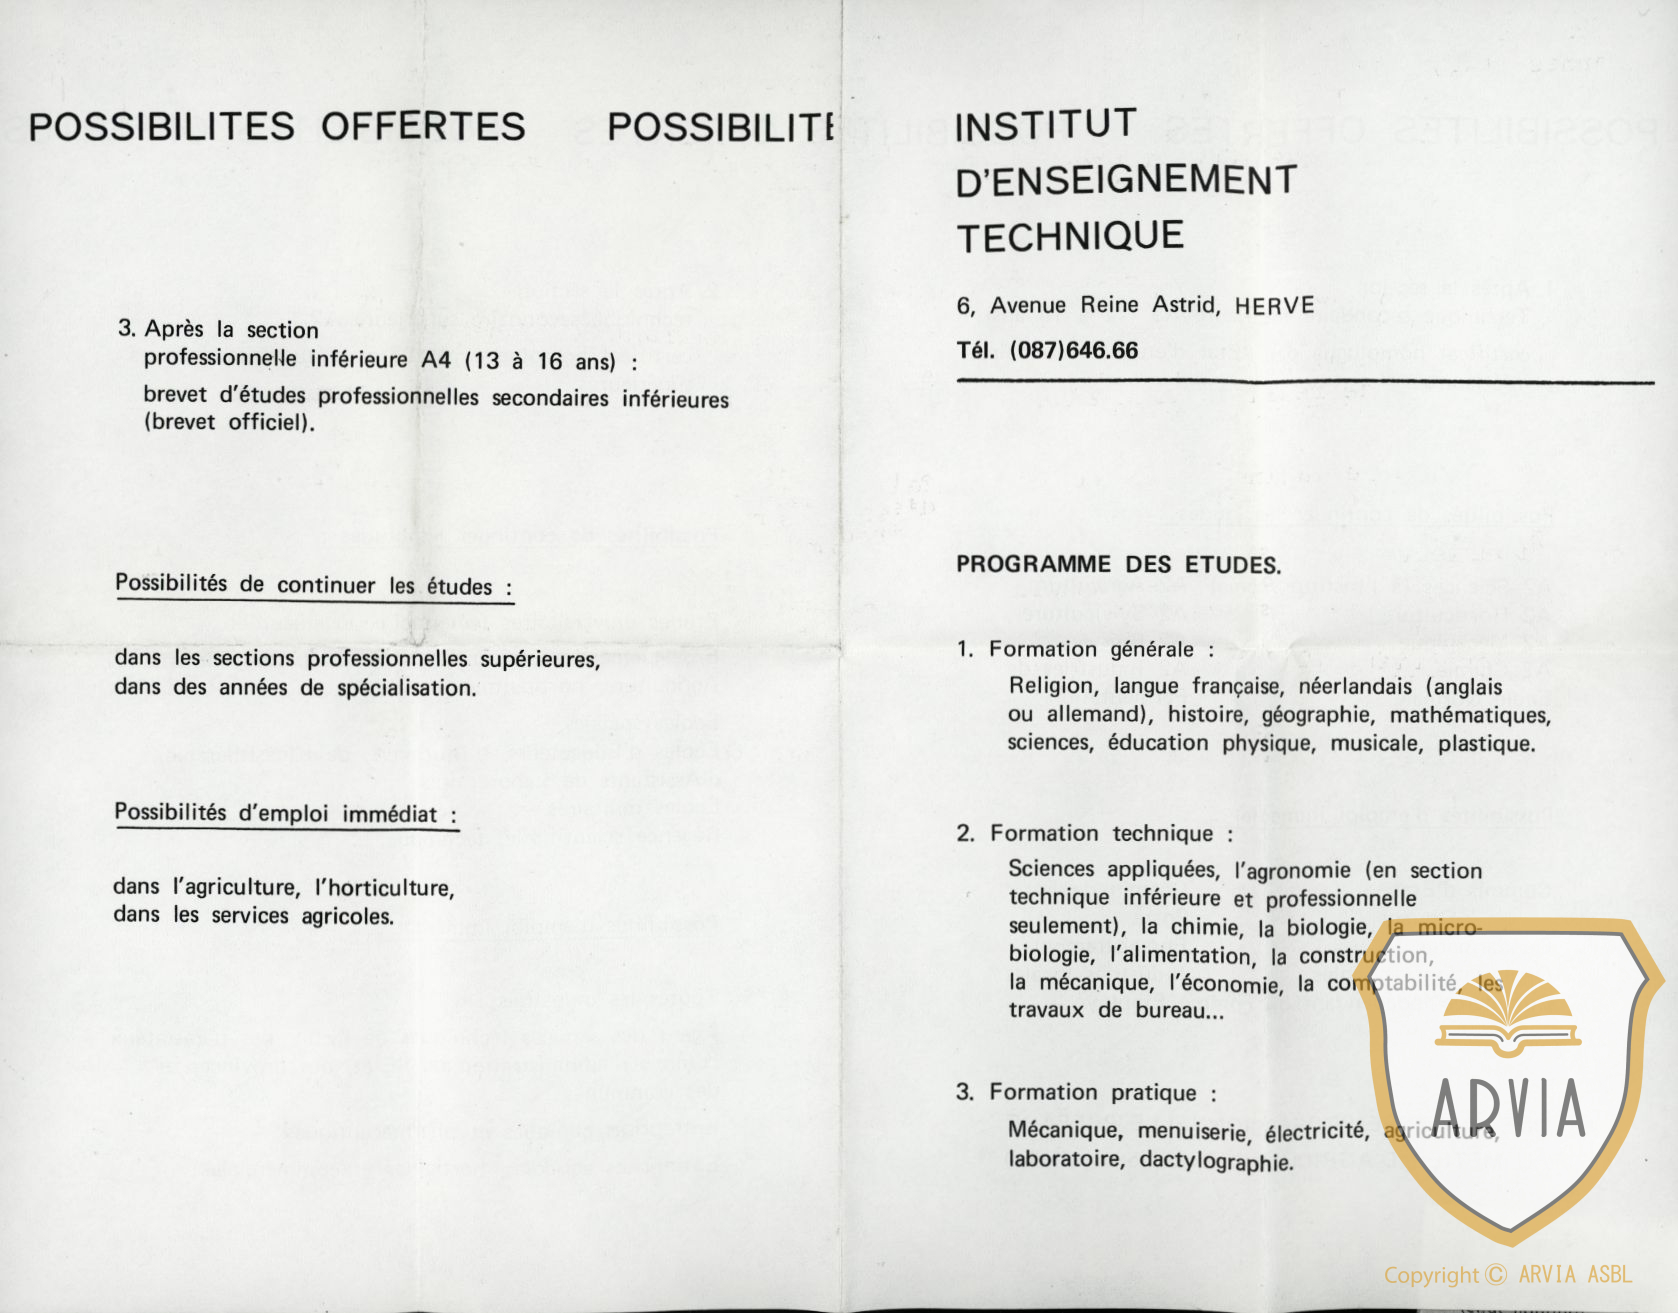 POSSIBILITES OFFERTES POSSIBILITE
3. Après la section
professionnelle inférieure A4 (13 à 16 ans) :
brevet d'études professionnelles secondaires inférieures
(brevet officiel).
Possibilités de continuer les études :
dans les sections professionnelles supérieures,
dans des années de spécialisation.
Possibilités d'emploi immédiat :
dans l'agriculture, l'horticulture,
dans les services agricoles.
INSTITUT
D'ENSEIGNEMENT
TECHNIQUE
6, Avenue Reine Astrid, HERVE
Tél. (087)646.66
PROGRAMME DES ETUDES.
1. Formation générale :
Religion, langue française, néerlandais (anglais
ou allemand), histoire, géographie, mathématiques,
sciences, éducation physique, musicale, plastique.
2. Formation technique :
Sciences appliquées, l'agronomie (en section
technique inférieure et professionnelle
seulement), la chimie, la biologie, la micro-
biologie, l'alimentation, la construction,
la mécanique, l'économie, la comptabilité, les
travaux de bureau...
3. Formation pratique :
Mécanique, menuiserie, électricité, agriculture,
laboratoire, dactylographie.
ARVIA
Copyright © ARVIA ASBL